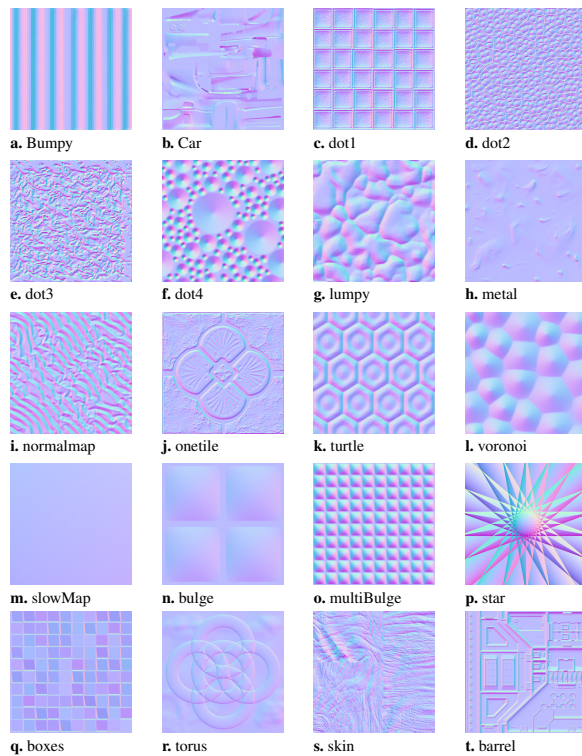 a. Bumpy
b. Car
c. dot1
d. dot2
e. dot3
f. dot4
g. lumpy
h. metal
i. normalmap
j. onetile
k. turtle
l. voronoi
m. slowMap
n. bulge
o. multiBulge
p. star
q. boxes
r. torus
s. skin
t. barrel